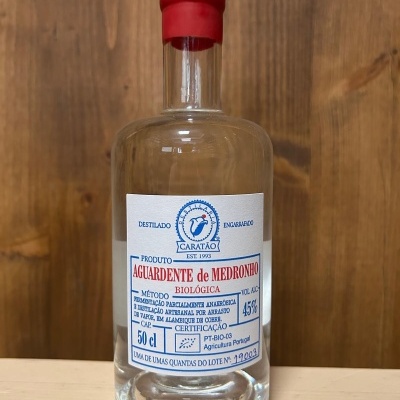 DESTILARIA
CARATÃO
EST. 1993
DESTILADO ENGARRAFADO
PRODUTO
AGUARDENTE de MEDRONHO
BIOLÓGICA
MÉTODO
FERMENTAÇÃO PARCIALMENTE ANAERÓBICA
E DESTILAÇÃO ARTESANAL POR ARRASTO
DE VAPOR, EM ALAMBIQUE DE COBRE.
VOL. ALC.
45%
CAP.
50 cl
CERTIFICAÇÃO
PT-BIO-03
Agricultura Portugal
UMA DE UMAS QUANTAS DO LOTE Nº